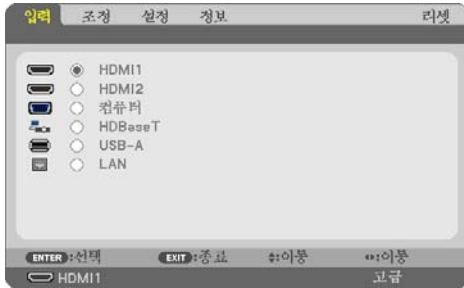 입력 조정 설정 정보 리셋
HDMI1
HDMI2
컴퓨터
HDBaseT
USB-A
LAN
ENTER :선택 EXIT :종료 :이동 :이동
HDMI1 고급